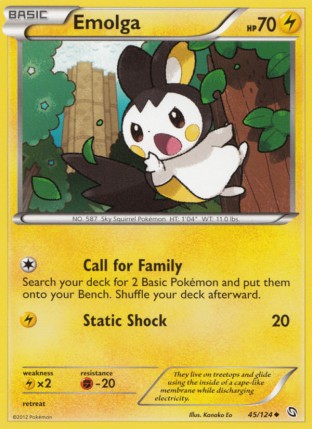 BASIC
Emolga HP70
NO. 587 Sky Squirrel Pokémon HT: 1'04" WT: 11.0 lbs.
Call for Family
Search your deck for 2 Basic Pokémon and put them
onto your Bench. Shuffle your deck afterward.
Static Shock 20
weakness
×2
resistance
-20
retreat
They live on treetops and glide
using the inside of a cape-like
membrane while discharging
electricity.
©2012 Pokémon
Illus. Kanako Eo
45/124